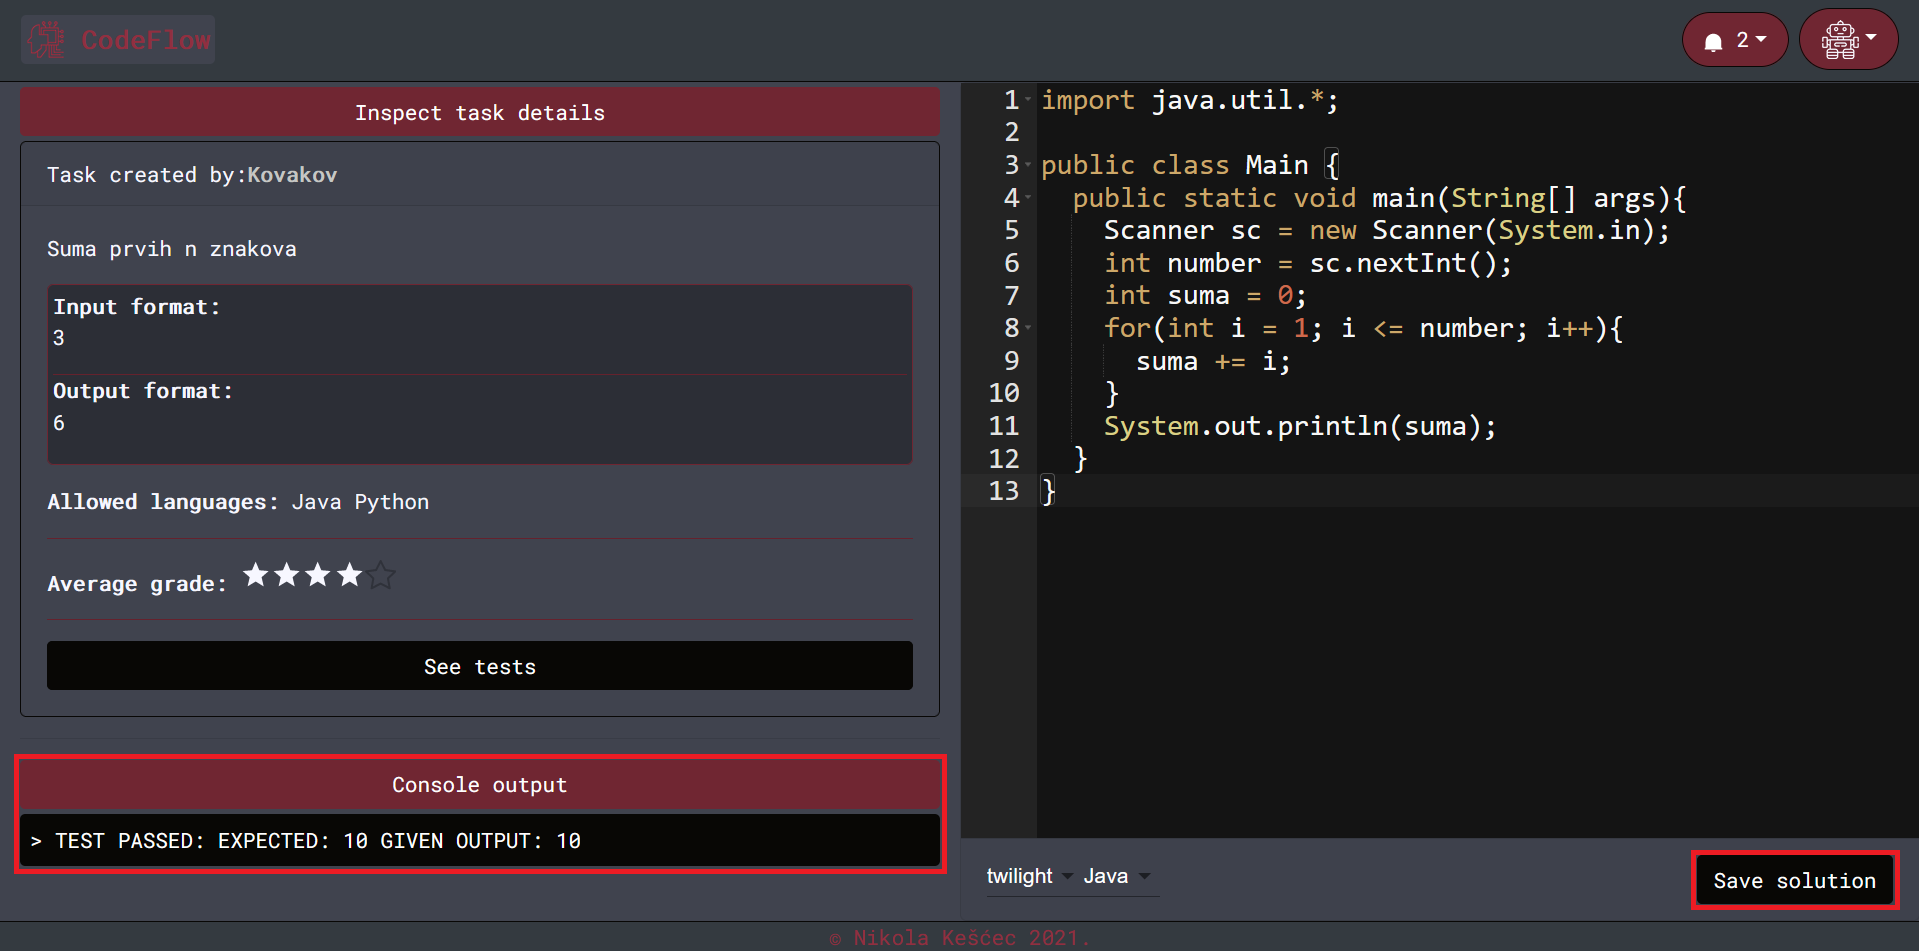 CodeFlow
2
Inspect task details
Task created by:Kovakov
Suma prvih n znakova
Input format:
3
Output format:
6
Allowed languages: Java Python
Average grade:
See tests
Console output
> TEST PASSED: EXPECTED: 10 GIVEN OUTPUT: 10
1 import java.util.*;
2
3 public class Main {
4 public static void main(String[] args){
5 Scanner sc = new Scanner(System.in);
6 int number = sc.nextInt();
7 int suma = 0;
8 for(int i = 1; i <= number; i++){
9 suma += i;
10 }
11 System.out.println(suma);
12 }
13 }
twilight Java
Save solution
© Nikola Kešćec 2021.